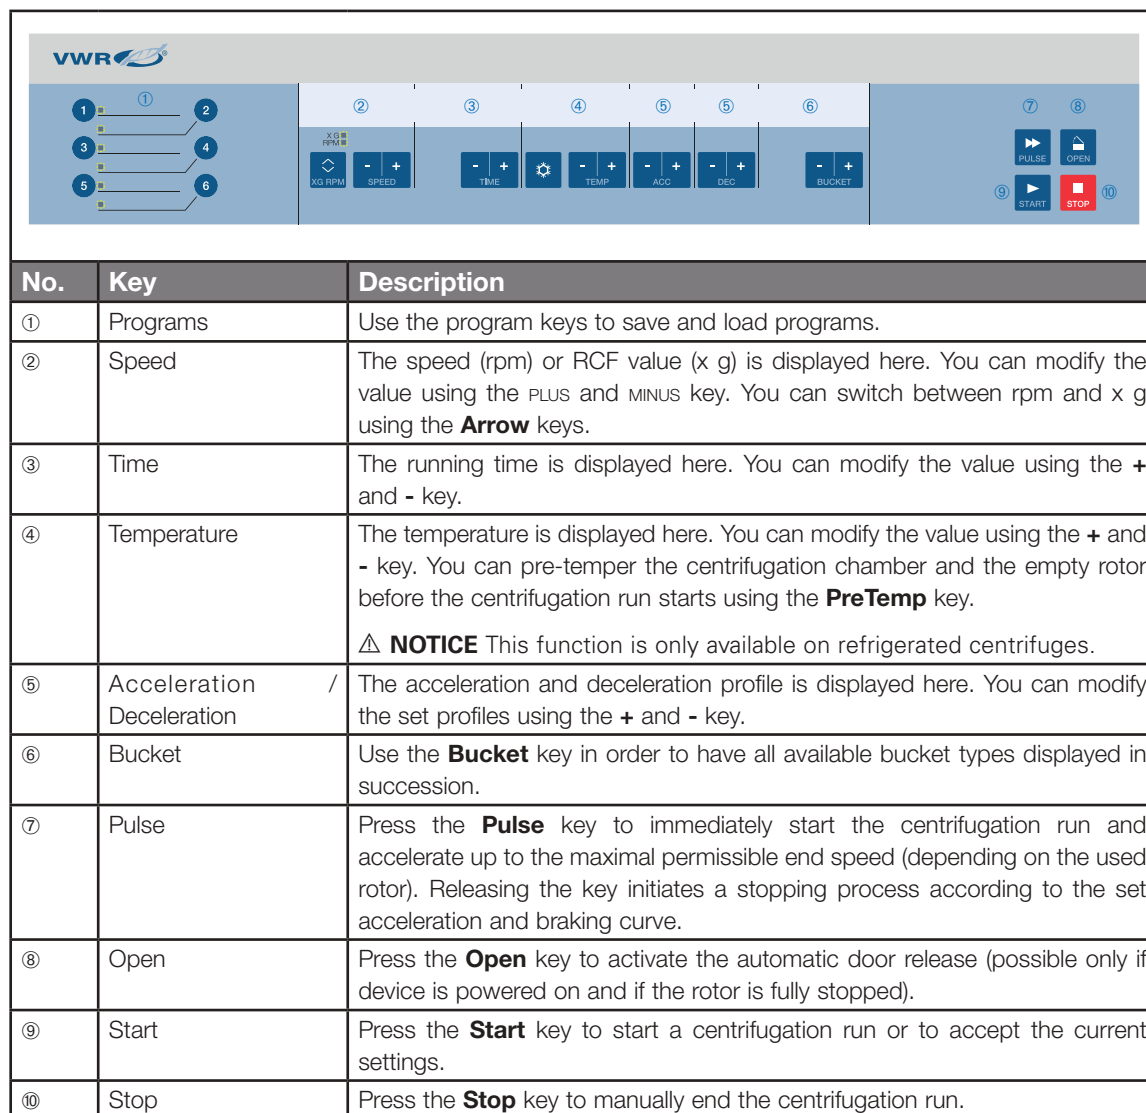 VWR
①
1
2
3
4
5
6
② ③ ④ ⑤ ⑤ ⑥
⑦ ⑧
X G
RPM
XG RPM
- +
SPEED
- +
TIME
- +
TEMP
- +
ACC
- +
DEC
- +
BUCKET
PULSE
OPEN
⑨
START
STOP
⑩
No. Key Description
① Programs Use the program keys to save and load programs.
② Speed The speed (rpm) or RCF value (x g) is displayed here. You can modify the
value using the PLUS and MINUS key. You can switch between rpm and x g
using the Arrow keys.
③ Time The running time is displayed here. You can modify the value using the +
and - key.
④ Temperature The temperature is displayed here. You can modify the value using the + and
- key. You can pre-temper the centrifugation chamber and the empty rotor
before the centrifugation run starts using the PreTemp key.
⚠ NOTICE This function is only available on refrigerated centrifuges.
⑤ Acceleration / The acceleration and deceleration profile is displayed here. You can modify
Deceleration the set profiles using the + and - key.
⑥ Bucket Use the Bucket key in order to have all available bucket types displayed in
succession.
⑦ Pulse Press the Pulse key to immediately start the centrifugation run and
accelerate up to the maximal permissible end speed (depending on the used
rotor). Releasing the key initiates a stopping process according to the set
acceleration and braking curve.
⑧ Open Press the Open key to activate the automatic door release (possible only if
device is powered on and if the rotor is fully stopped).
⑨ Start Press the Start key to start a centrifugation run or to accept the current
settings.
⑩ Stop Press the Stop key to manually end the centrifugation run.